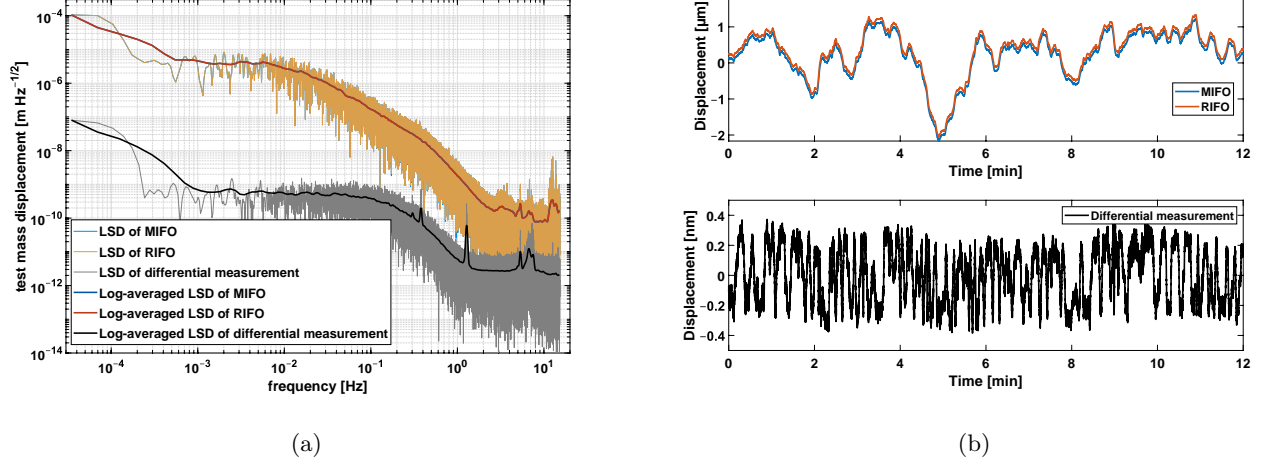 (a)
test mass displacement [m Hz^{-1/2}]
10^{-4}
10^{-6}
10^{-8}
10^{-10}
10^{-12}
10^{-14}
LSD of MIFO
LSD of RIFO
LSD of differential measurement
Log-averaged LSD of MIFO
Log-averaged LSD of RIFO
Log-averaged LSD of differential measurement
10^{-4} 10^{-3} 10^{-2} 10^{-1} 10^{0} 10^{1}
frequency [Hz]
(b)
Displacement [μm]
1
0
−1
−2
MIFO
RIFO
0 2 4 6 8 10 12
Time [min]
Displacement [nm]
0.4
0.2
0
−0.2
−0.4
Differential measurement
0 2 4 6 8 10 12
Time [min]